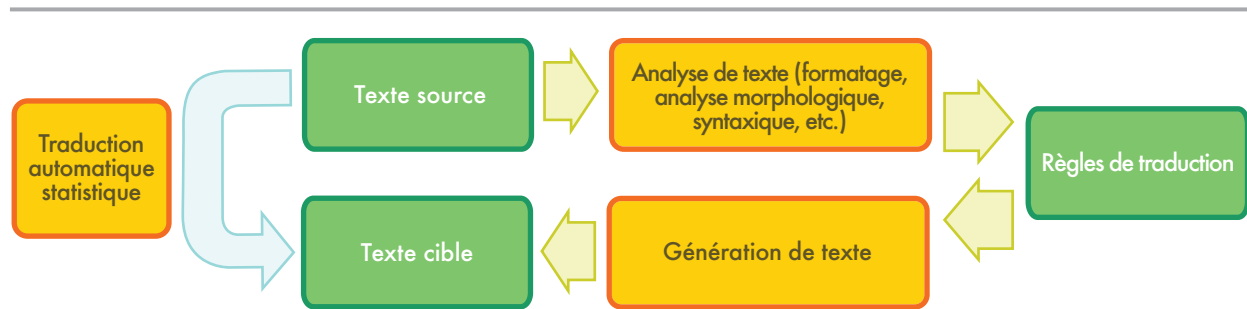 Traduction
automatique
statistique
Texte source
Analyse de texte (formatage,
analyse morphologique,
syntaxique, etc.)
Règles de traduction
Texte cible
Génération de texte